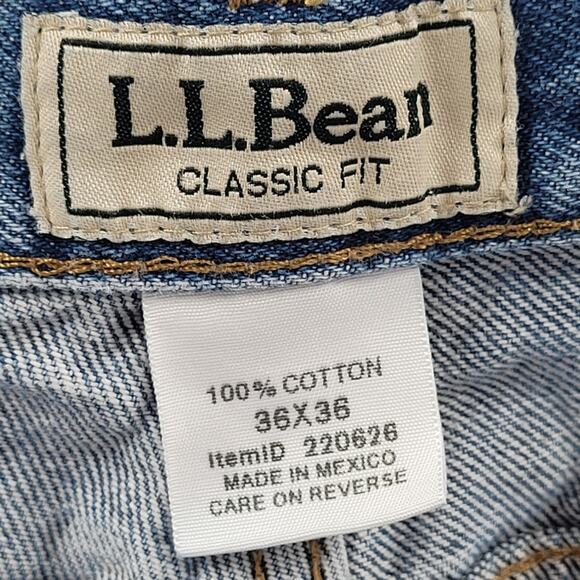 L.L.Bean
CLASSIC FIT
100% COTTON
36X36
ItemID 220626
MADE IN MEXICO
CARE ON REVERSE